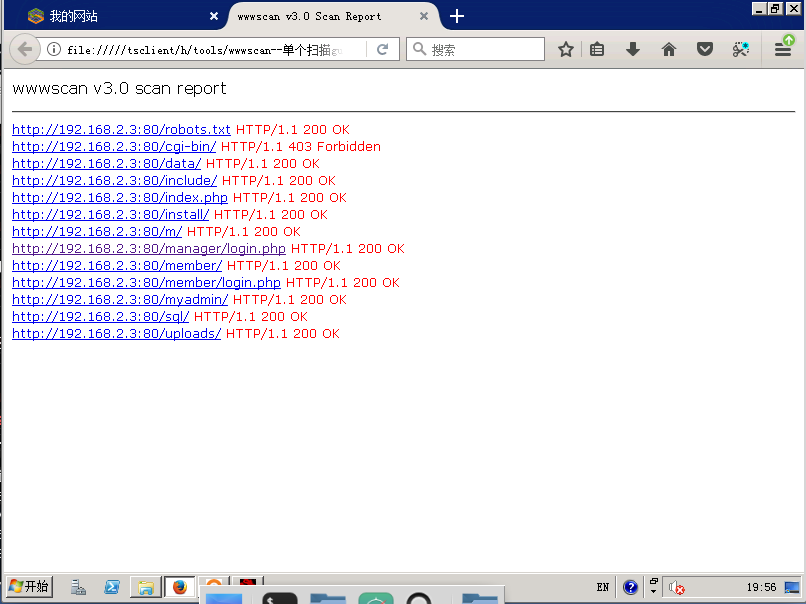 我的网站
wwwscan v3.0 Scan Report
file://///tsclient/h/tools/wwwscan--单个扫描gu
搜索
wwwscan v3.0 scan report
http://192.168.2.3:80/robots.txt HTTP/1.1 200 OK
http://192.168.2.3:80/cgi-bin/ HTTP/1.1 403 Forbidden
http://192.168.2.3:80/data/ HTTP/1.1 200 OK
http://192.168.2.3:80/include/ HTTP/1.1 200 OK
http://192.168.2.3:80/index.php HTTP/1.1 200 OK
http://192.168.2.3:80/install/ HTTP/1.1 200 OK
http://192.168.2.3:80/m/ HTTP/1.1 200 OK
http://192.168.2.3:80/manager/login.php HTTP/1.1 200 OK
http://192.168.2.3:80/member/ HTTP/1.1 200 OK
http://192.168.2.3:80/member/login.php HTTP/1.1 200 OK
http://192.168.2.3:80/myadmin/ HTTP/1.1 200 OK
http://192.168.2.3:80/sql/ HTTP/1.1 200 OK
http://192.168.2.3:80/uploads/ HTTP/1.1 200 OK
开始
EN
19:56